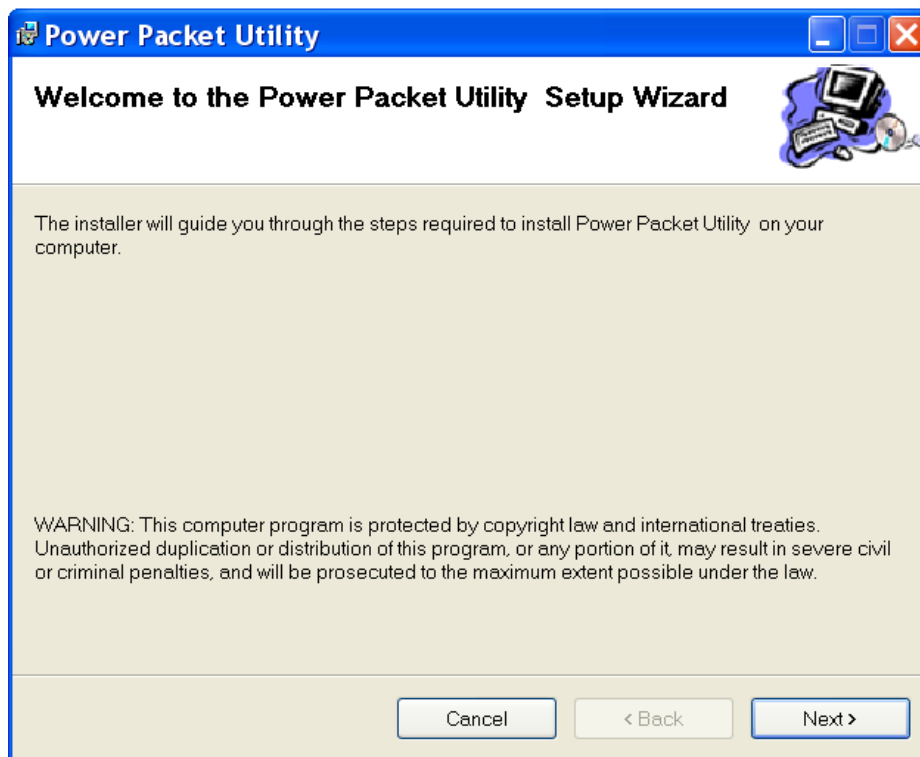 Power Packet Utility
Welcome to the Power Packet Utility  Setup Wizard
The installer will guide you through the steps required to install Power Packet Utility  on your
computer.
WARNING: This computer program is protected by copyright law and international treaties.
Unauthorized duplication or distribution of this program, or any portion of it, may result in severe civil
or criminal penalties, and will be prosecuted to the maximum extent possible under the law.
Cancel
< Back
Next >